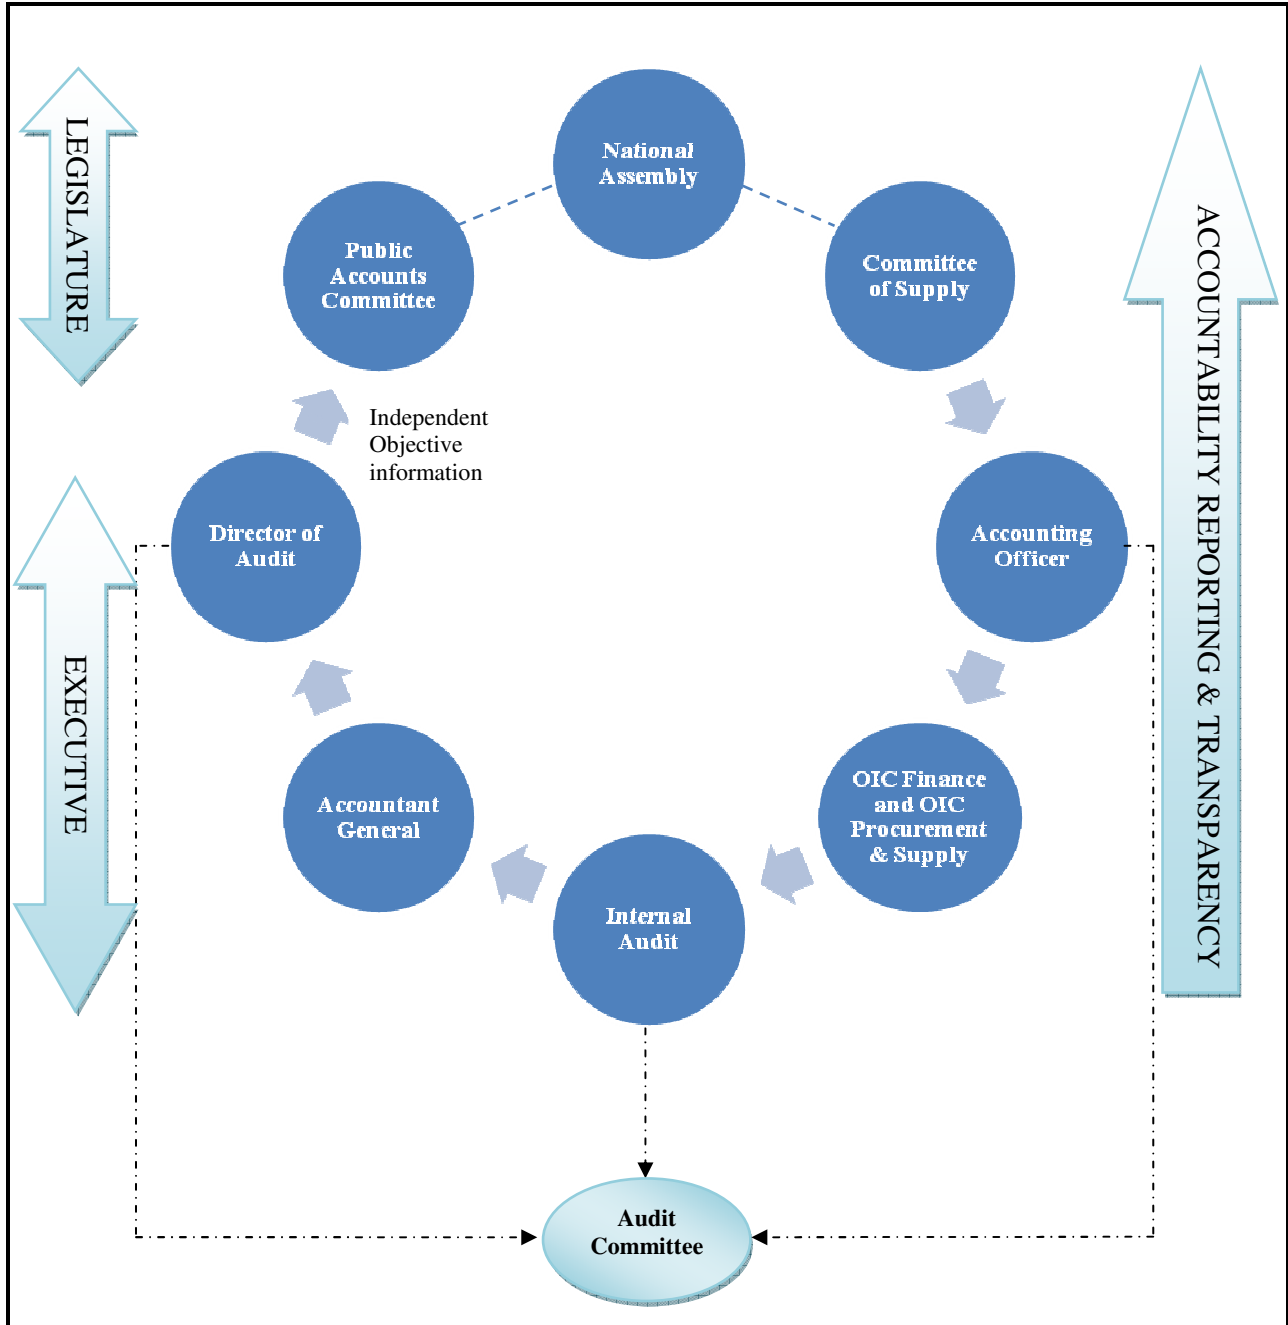 LEGISLATURE
National
Assembly
Public
Accounts
Committee
Committee
of Supply
ACCOUNTABILITY REPORTING & TRANSPARENCY
Independent
Objective
information
Director of
Audit
Accounting
Officer
EXECUTIVE
Accountant
General
OIC Finance
and OIC
Procurement
& Supply
Internal
Audit
Audit
Committee